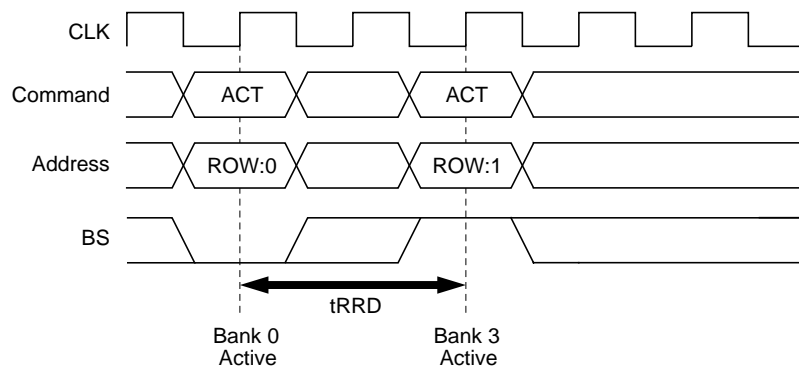 CLK
Command ACT ACT
Address ROW:0 ROW:1
BS
tRRD
Bank 0 Bank 3
Active Active